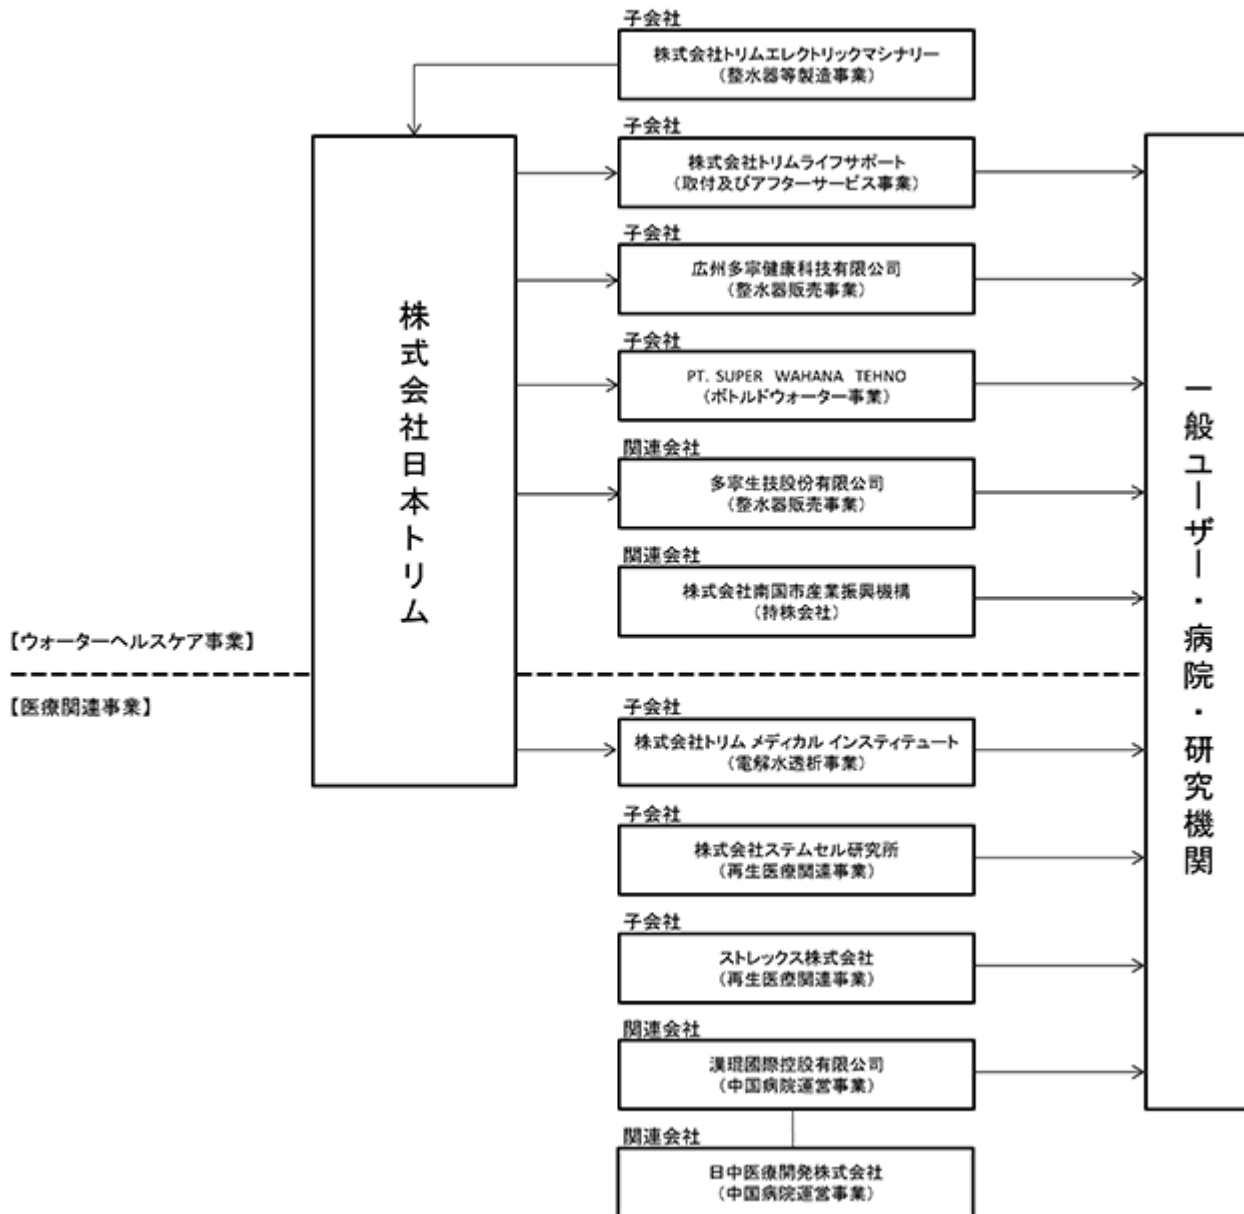 子会社
株式会社トリムエレクトリックマシナリー
(整水器等製造事業)
子会社
株式会社トリムライフサポート
(取付及びアフターサービス事業)
子会社
広州多寧健康科技有限公司
(整水器販売事業)
子会社
PT. SUPER WAHANA TEHNO
(ボトルドウォーター事業)
関連会社
多寧生技股份有限公司
(整水器販売事業)
関連会社
株式会社南国市産業振興機構
(持株会社)
株式会社日本トリム
一般ユーザー・病院・研究機関
【ウォーターヘルスケア事業】
【医療関連事業】
子会社
株式会社トリム メディカル インスティテュート
(電解水透析事業)
子会社
株式会社ステムセル研究所
(再生医療関連事業)
子会社
ストレックス株式会社
(再生医療関連事業)
関連会社
漢琨國際控股有限公司
(中国病院運営事業)
関連会社
日中医療開発株式会社
(中国病院運営事業)